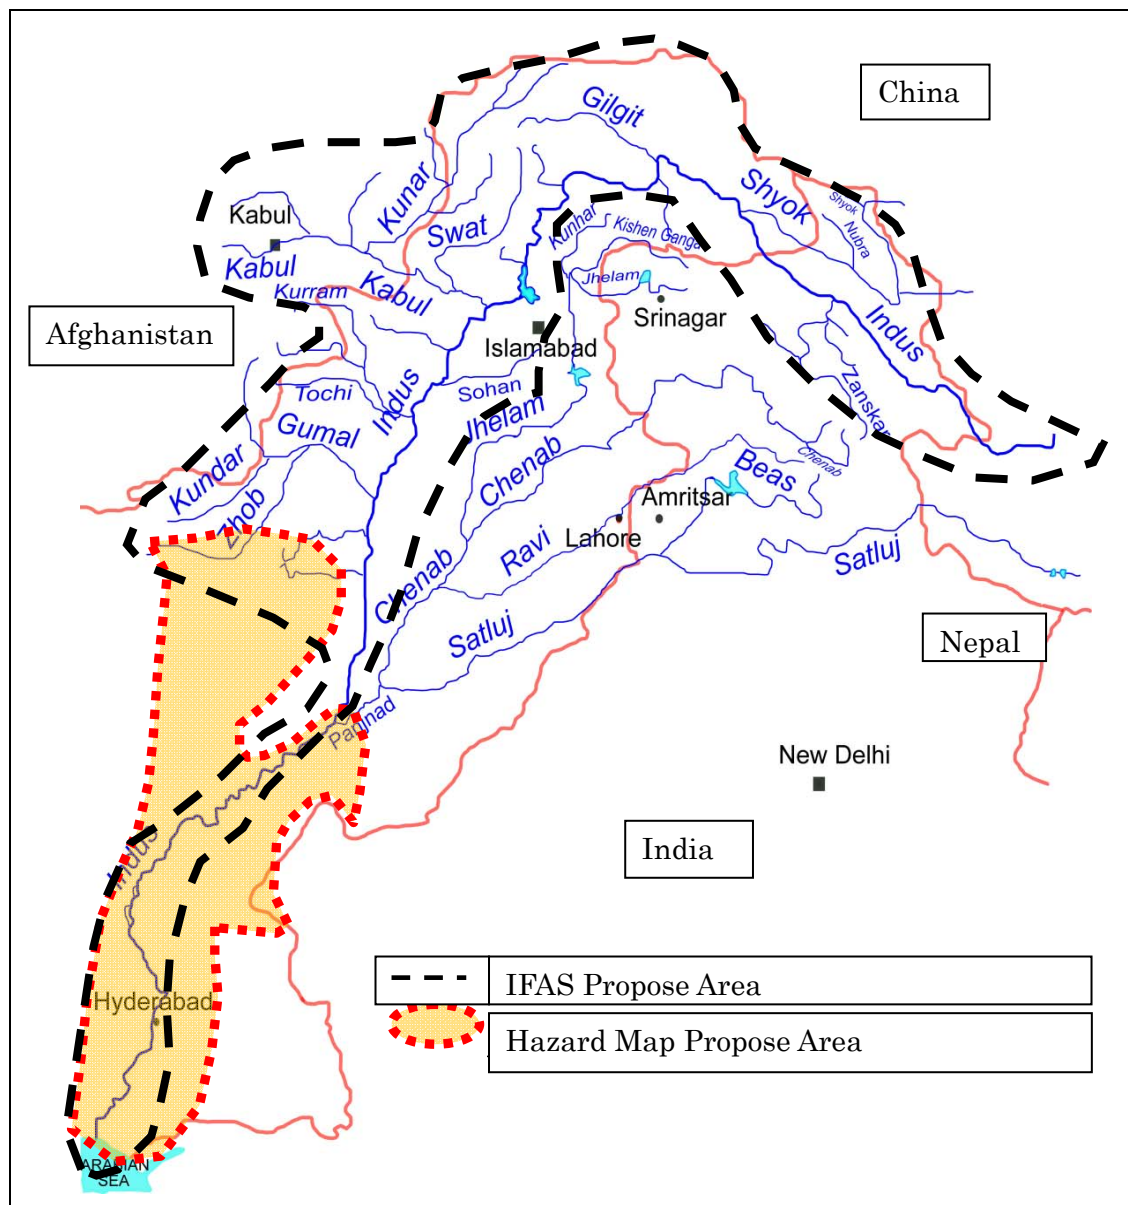 China
Gilgit
Shyok
Shyok
Nubra
Kunar
Kabul
Swat
Kunhar
Kishen Ganga
Kabul
Kabul
Kurram
Jhelam
Srinagar
Indus
Afghanistan
Islamabad
Zanskar
Tochi
Indus
Sohan
Jhelam
Gumal
Kundar
Chenab
Beas
Chenab
Zhob
Amritsar
Lahore
Ravi
Chenab
Satluj
Satluj
Nepal
Panjnad
New Delhi
Indus
India
IFAS Propose Area
Hyderabad
Hazard Map Propose Area
ARABIAN
SEA